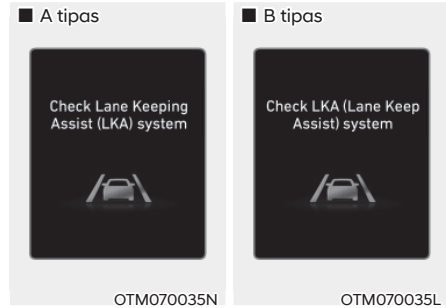 ■ A tipas
Check Lane Keeping
Assist (LKA) system
OTM070035N
■ B tipas
Check LKA (Lane Keep
Assist) system
OTM070035L